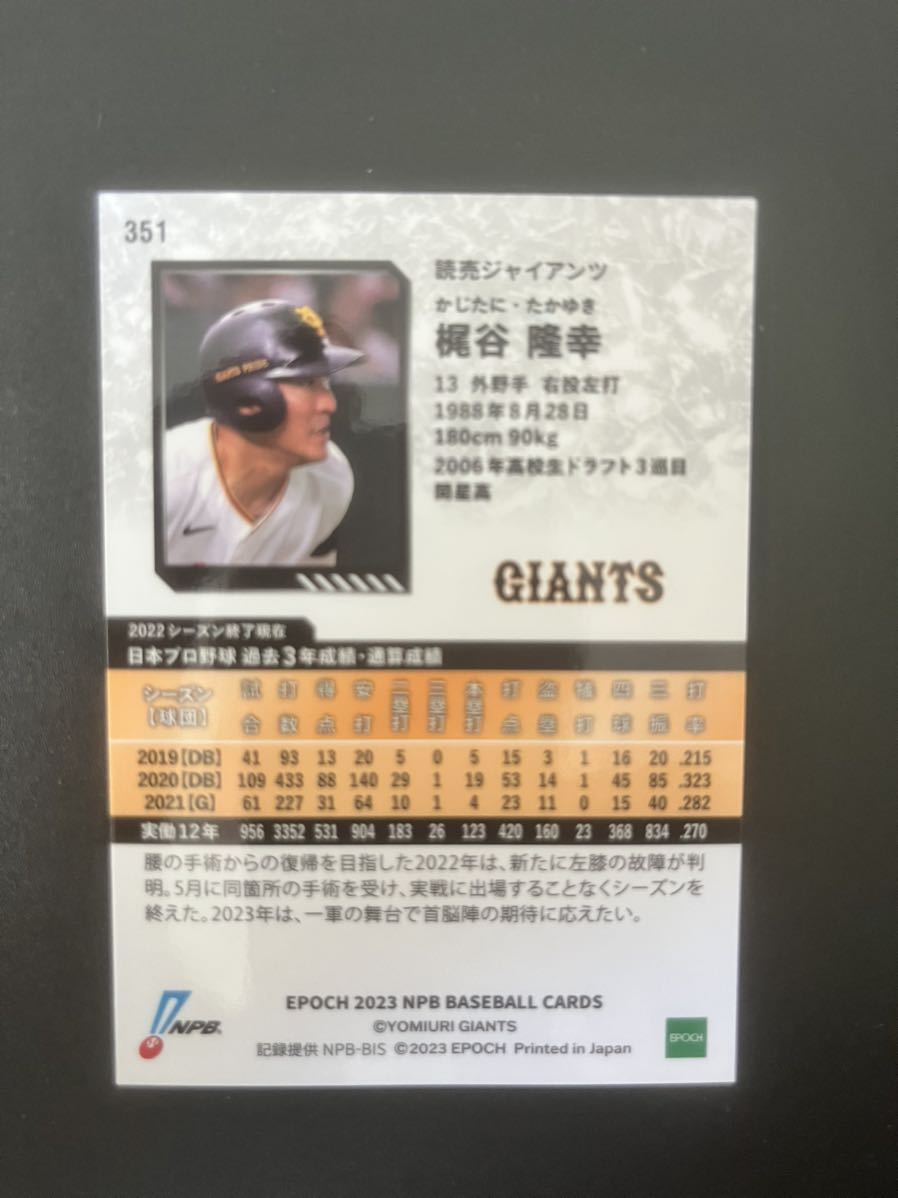 351
GIANTS PRIDE
読売ジャイアンツ
かじたに・たかゆき
梶谷 隆幸
13 外野手 右投左打
1988年8月28日
180cm 90kg
2006年高校生ドラフト3巡目
開星高
GIANTS
2022シーズン終了現在
日本プロ野球 過去3年成績・通算成績
シーズン【球団】 試合 打数 得点 安打 二塁打 三塁打 本塁打 打点 盗塁 犠打 四球 三振 打率
2019【DB】 41 93 13 20 5 0 5 15 3 1 16 20 .215
2020【DB】 109 433 88 140 29 1 19 53 14 1 45 85 .323
2021【G】 61 227 31 64 10 1 4 23 11 0 15 40 .282
実働12年 956 3352 531 904 183 26 123 420 160 23 368 834 .270
腰の手術からの復帰を目指した2022年は、新たに左膝の故障が判
明。5月に同箇所の手術を受け、実戦に出場することなくシーズンを
終えた。2023年は、一軍の舞台で首脳陣の期待に応えたい。
NPB
EPOCH 2023 NPB BASEBALL CARDS
©YOMIURI GIANTS
記録提供 NPB-BIS ©2023 EPOCH Printed in Japan
EPOCH